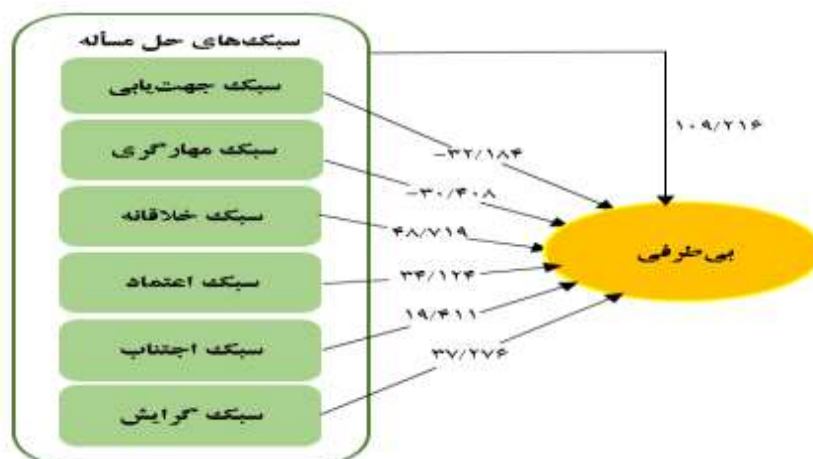 سبک‌های حل مسأله
سبک جهت‌یابی
سبک مهارگری
سبک خلاقانه
سبک اعتماد
سبک اجتناب
سبک گرایش
۱۰۹/۲۱۶
-۳۲/۱۸۴
-۳۰/۴۰۸
۴۸/۷۱۹
۳۴/۱۲۴
۱۹/۴۱۱
۳۷/۲۷۶
بی‌طرفی